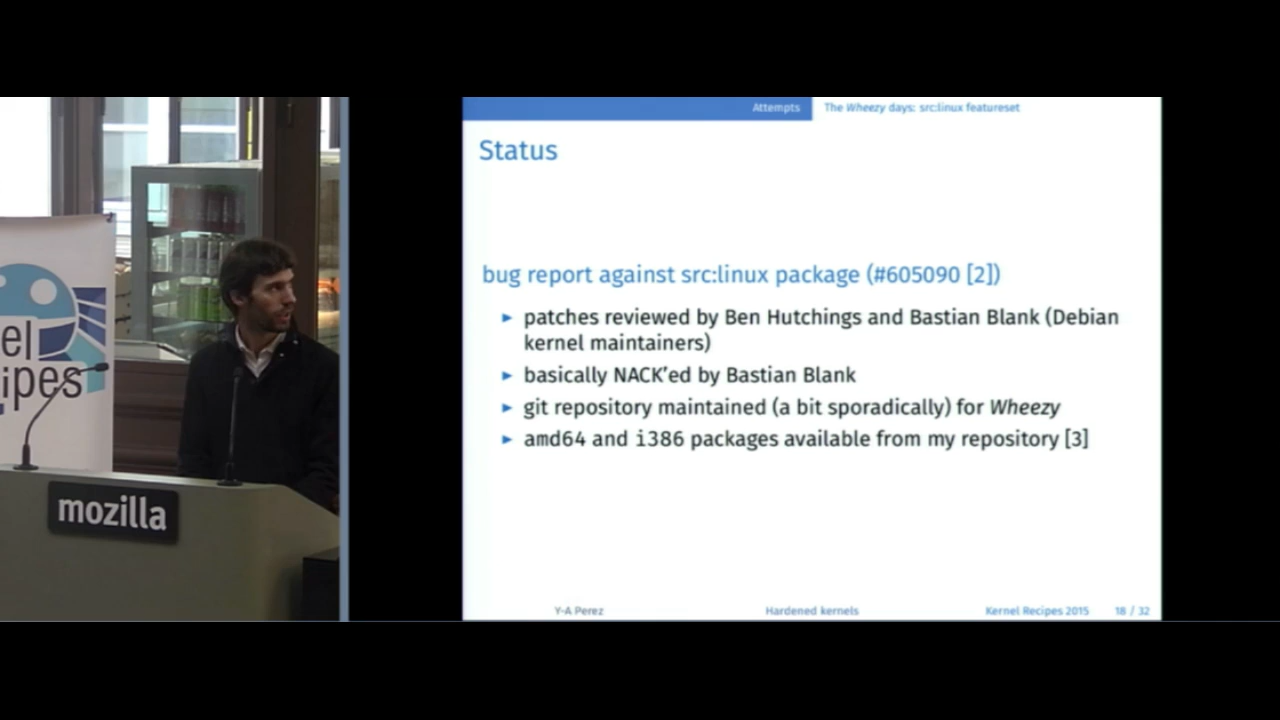 Attempts
The Wheezy days: src:linux featureset
Status
bug report against src:linux package (#605090 [2])
▸ patches reviewed by Ben Hutchings and Bastian Blank (Debian
kernel maintainers)
▸ basically NACK'ed by Bastian Blank
▸ git repository maintained (a bit sporadically) for Wheezy
▸ amd64 and i386 packages available from my repository [3]
Y-A Perez
Hardened kernels
Kernel Recipes 2015
18 / 32
el
ipes
mozilla